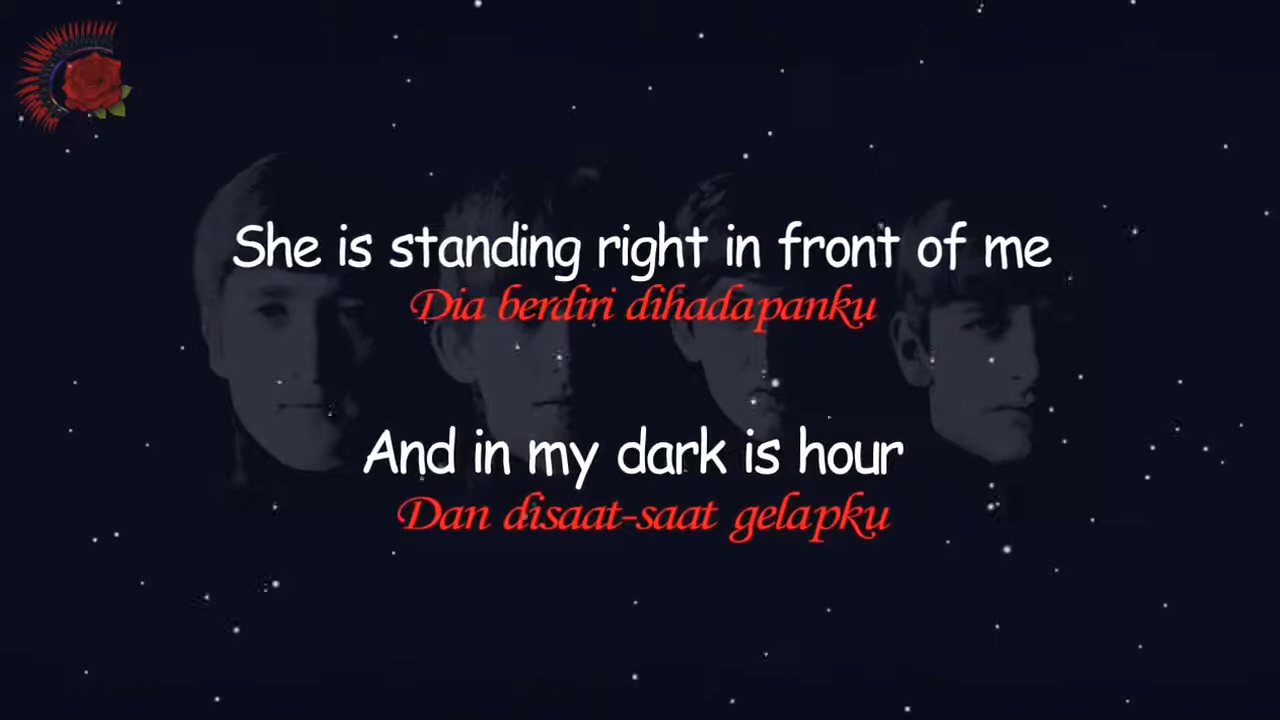 She is standing right in front of me
Dia berdiri dihadapanku
And in my dark is hour
Dan disaat-saat gelapku